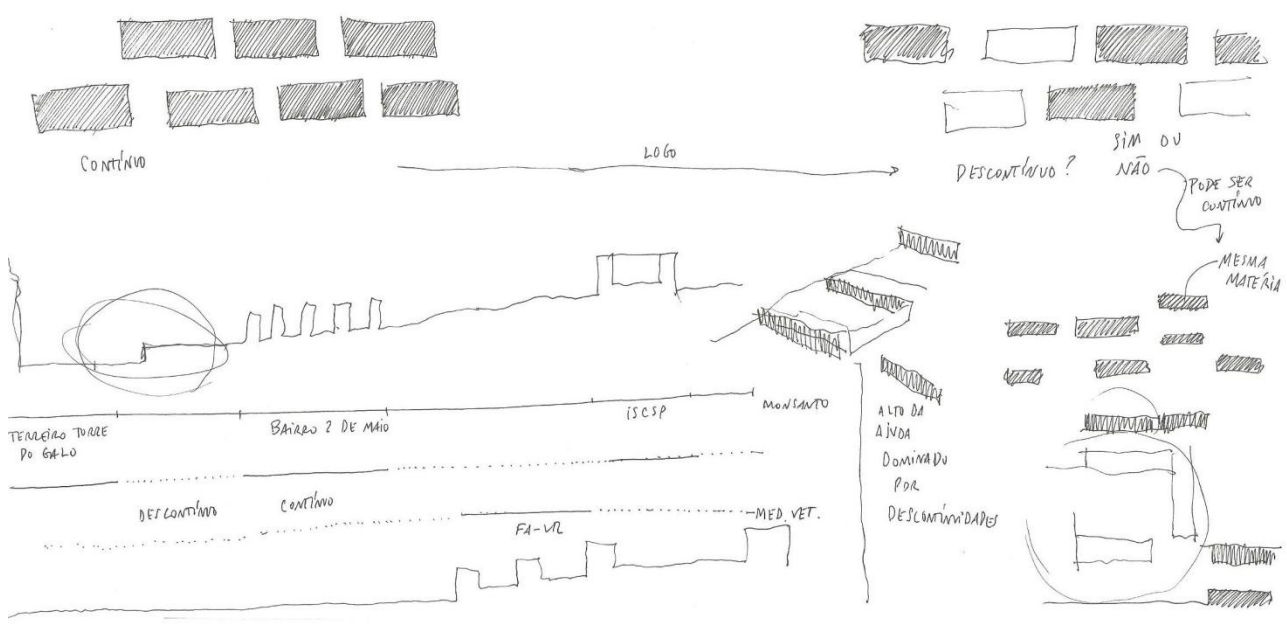 CONTÍNUO
LOGO
DESCONTÍNUO?
SIM OU
NÃO
PODE SER
CONTÍNUO
MESMA
MATÉRIA
TERREIRO TORRE
DO GALO
BAIRRO 2 DE MAIO
ISCSP
MONSANTO
DESCONTÍNUO
CONTÍNUO
FA-UTL
MED. VET.
ALTO DA
AJUDA
DOMINADO
POR
DESCONTINUIDADES